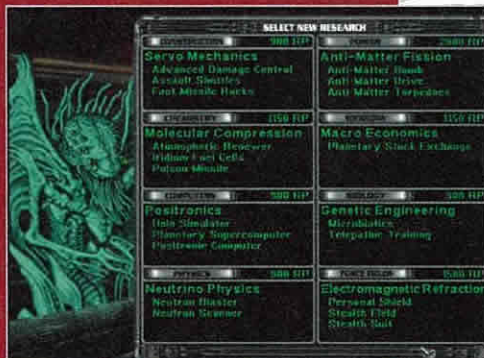 SELECT NEW RESEARCH
CONSTRUCTION 900 RP
Servo Mechanics
Advanced Damage Control
Assault Shuttles
Fast Missile Racks
POWER
Anti-Matter Fission
Anti-Matter Bomb
Anti-Matter Drive
Anti-Matter Torpedoes
CHEMISTRY 1150 RP
Molecular Compression
Atmospheric Renewer
Iridium Fuel Cells
Pulson Missile
1150 RP
Macro Economics
Planetary Stock Exchange
COMPUTERS 900 RP
Positronics
Holo Simulator
Planetary Supercomputer
Positronic Computer
BIOLOGY 900 RP
Genetic Engineering
Microbiotics
Telepathic Training
PHYSICS 900 RP
Neutrino Physics
Neutron Blaster
Neutron Scanner
FORCE FIELDS 1500 RP
Electromagnetic Refraction
Personal Shield
Stealth Field
Stealth Suit